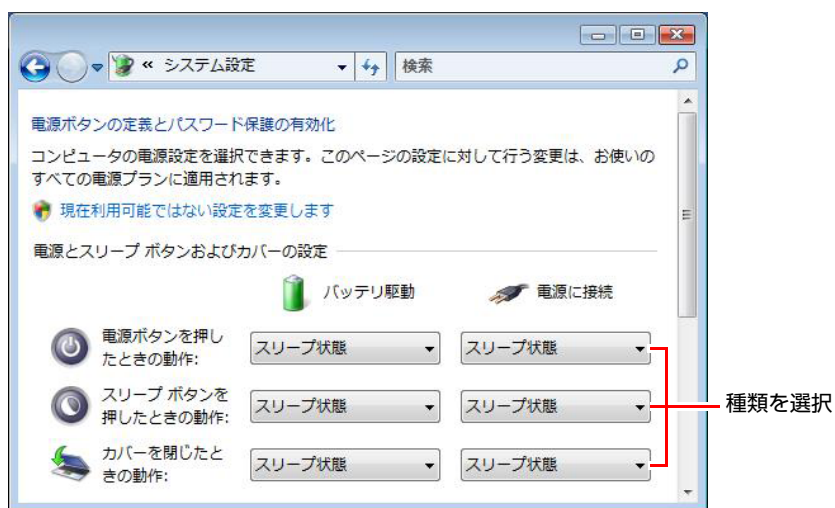 « システム設定
検索
電源ボタンの定義とパスワード保護の有効化
コンピュータの電源設定を選択できます。このページの設定に対して行う変更は、お使いの
すべての電源プランに適用されます。
現在利用可能ではない設定を変更します
電源とスリープ ボタンおよびカバーの設定
バッテリ駆動
電源に接続
電源ボタンを押し
たときの動作:
スリープ状態
スリープ状態
スリープ ボタンを
押したときの動作:
スリープ状態
スリープ状態
種類を選択
カバーを閉じたと
きの動作:
スリープ状態
スリープ状態